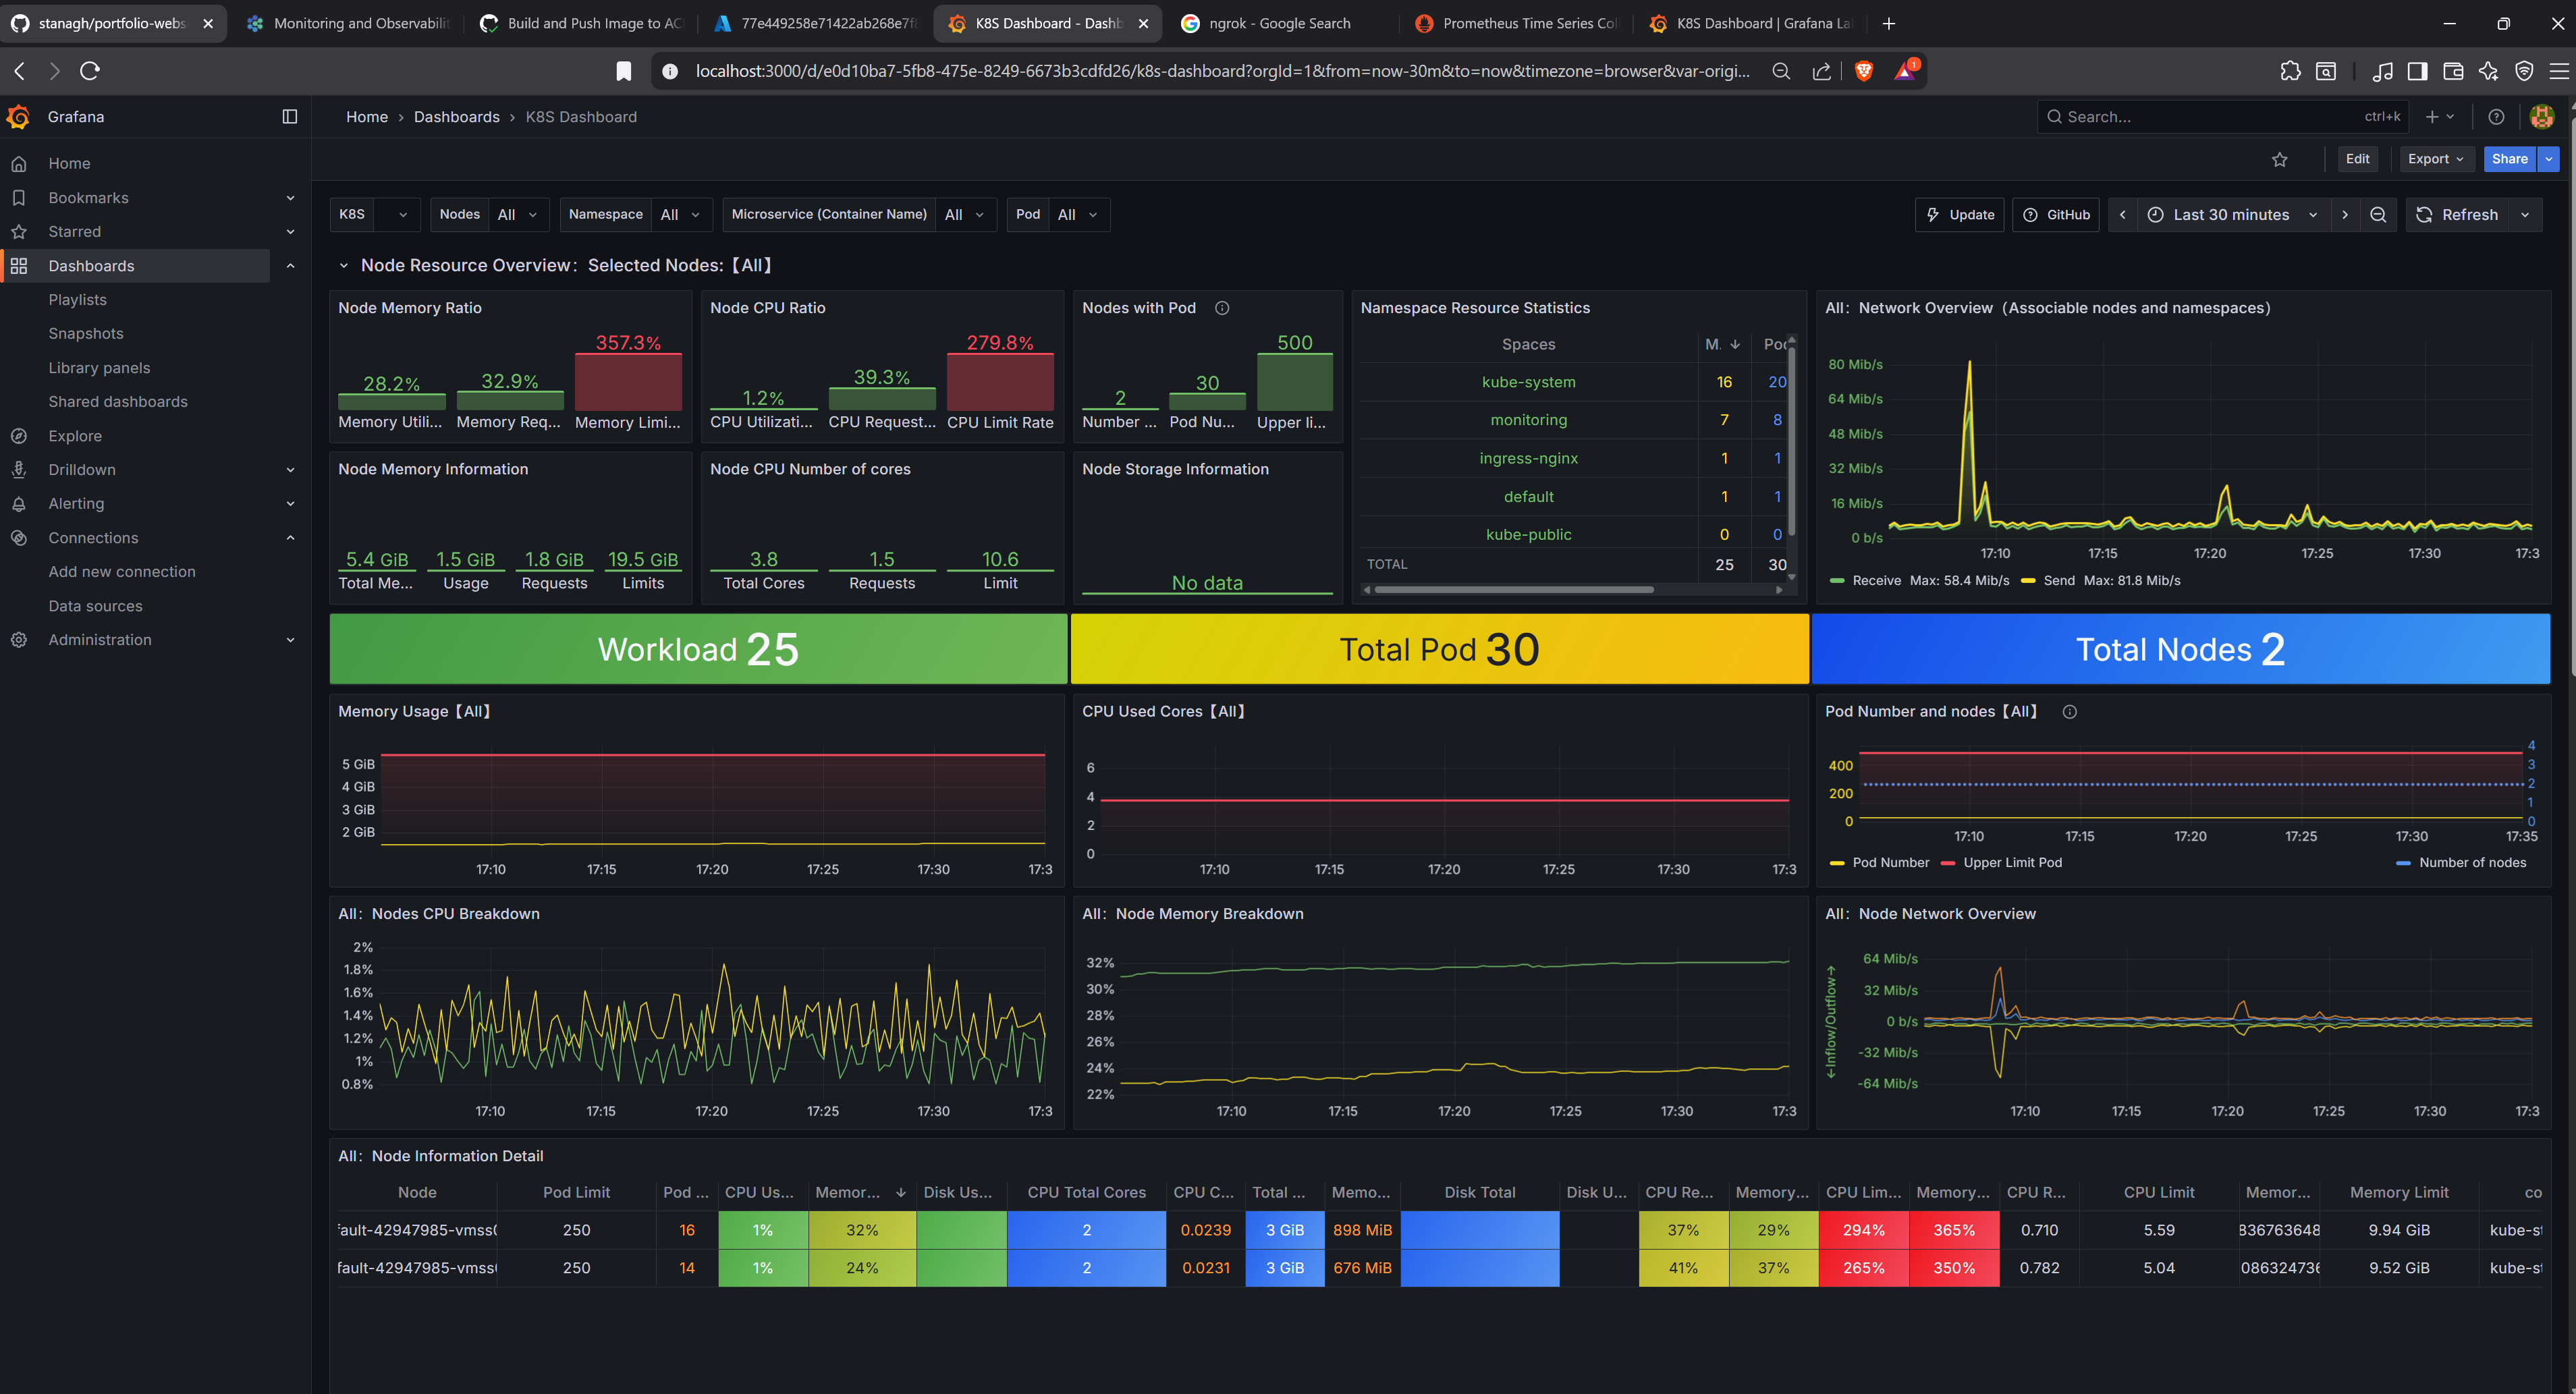 stanagh/portfolio-webs
Monitoring and Observabilit
Build and Push Image to AC
77e449258e71422ab268e7f
K8S Dashboard - Dashb
ngrok - Google Search
Prometheus Time Series Co
K8S Dashboard | Grafana La
localhost:3000/d/e0d10ba7-5fb8-475e-8249-6673b3cdfd26/k8s-dashboard?orgId=1&from=now-30m&to=now&timezone=browser&var-origi...
1
Grafana
Home › Dashboards › K8S Dashboard
Search... ctrl+k
Edit Export Share
Home
Bookmarks
Starred
Dashboards
Playlists
Snapshots
Library panels
Shared dashboards
Explore
Drilldown
Alerting
Connections
Add new connection
Data sources
Administration
K8S Nodes All Namespace All Microservice (Container Name) All Pod All
Update GitHub Last 30 minutes Refresh
Node Resource Overview：Selected Nodes:【All】
Node Memory Ratio
28.2% 32.9% 357.3%
Memory Utili... Memory Req... Memory Limi...
Node CPU Ratio
1.2% 39.3% 279.8%
CPU Utilizati... CPU Request... CPU Limit Rate
Nodes with Pod
2 30 500
Number ... Pod Nu... Upper li...
Namespace Resource Statistics
Spaces M. Pod
kube-system 16 20
monitoring 7 8
ingress-nginx 1 1
default 1 1
kube-public 0 0
TOTAL 25 30
All：Network Overview（Associable nodes and namespaces）
80 Mib/s
64 Mib/s
48 Mib/s
32 Mib/s
16 Mib/s
0 b/s
17:10 17:15 17:20 17:25 17:30 17:3
Receive Max: 58.4 Mib/s Send Max: 81.8 Mib/s
Node Memory Information
5.4 GiB 1.5 GiB 1.8 GiB 19.5 GiB
Total Me... Usage Requests Limits
Node CPU Number of cores
3.8 1.5 10.6
Total Cores Requests Limit
Node Storage Information
No data
Workload 25
Total Pod 30
Total Nodes 2
Memory Usage【All】
5 GiB
4 GiB
3 GiB
2 GiB
17:10 17:15 17:20 17:25 17:30 17:3
CPU Used Cores【All】
6
4
2
0
17:10 17:15 17:20 17:25 17:30 17:3
Pod Number and nodes【All】
400
200
0
4
3
2
1
0
17:10 17:15 17:20 17:25 17:30 17:35
Pod Number Upper Limit Pod Number of nodes
All：Nodes CPU Breakdown
2%
1.8%
1.6%
1.4%
1.2%
1%
0.8%
17:10 17:15 17:20 17:25 17:30 17:3
All：Node Memory Breakdown
32%
30%
28%
26%
24%
22%
17:10 17:15 17:20 17:25 17:30 17:3
All：Node Network Overview
←Inflow/Outflow→
64 Mib/s
32 Mib/s
0 b/s
-32 Mib/s
-64 Mib/s
17:10 17:15 17:20 17:25 17:30 17:3
All：Node Information Detail
Node Pod Limit Pod ... CPU Us... Memor... Disk Us... CPU Total Cores CPU C... Total ... Memo... Disk Total Disk U... CPU Re... Memory... CPU Lim... Memory... CPU R... CPU Limit Memor... Memory Limit co
fault-42947985-vmss0 250 16 1% 32% 2 0.0239 3 GiB 898 MiB 37% 29% 294% 365% 0.710 5.59 836763648 9.94 GiB kube-st
fault-42947985-vmss0 250 14 1% 24% 2 0.0231 3 GiB 676 MiB 41% 37% 265% 350% 0.782 5.04 086324736 9.52 GiB kube-st